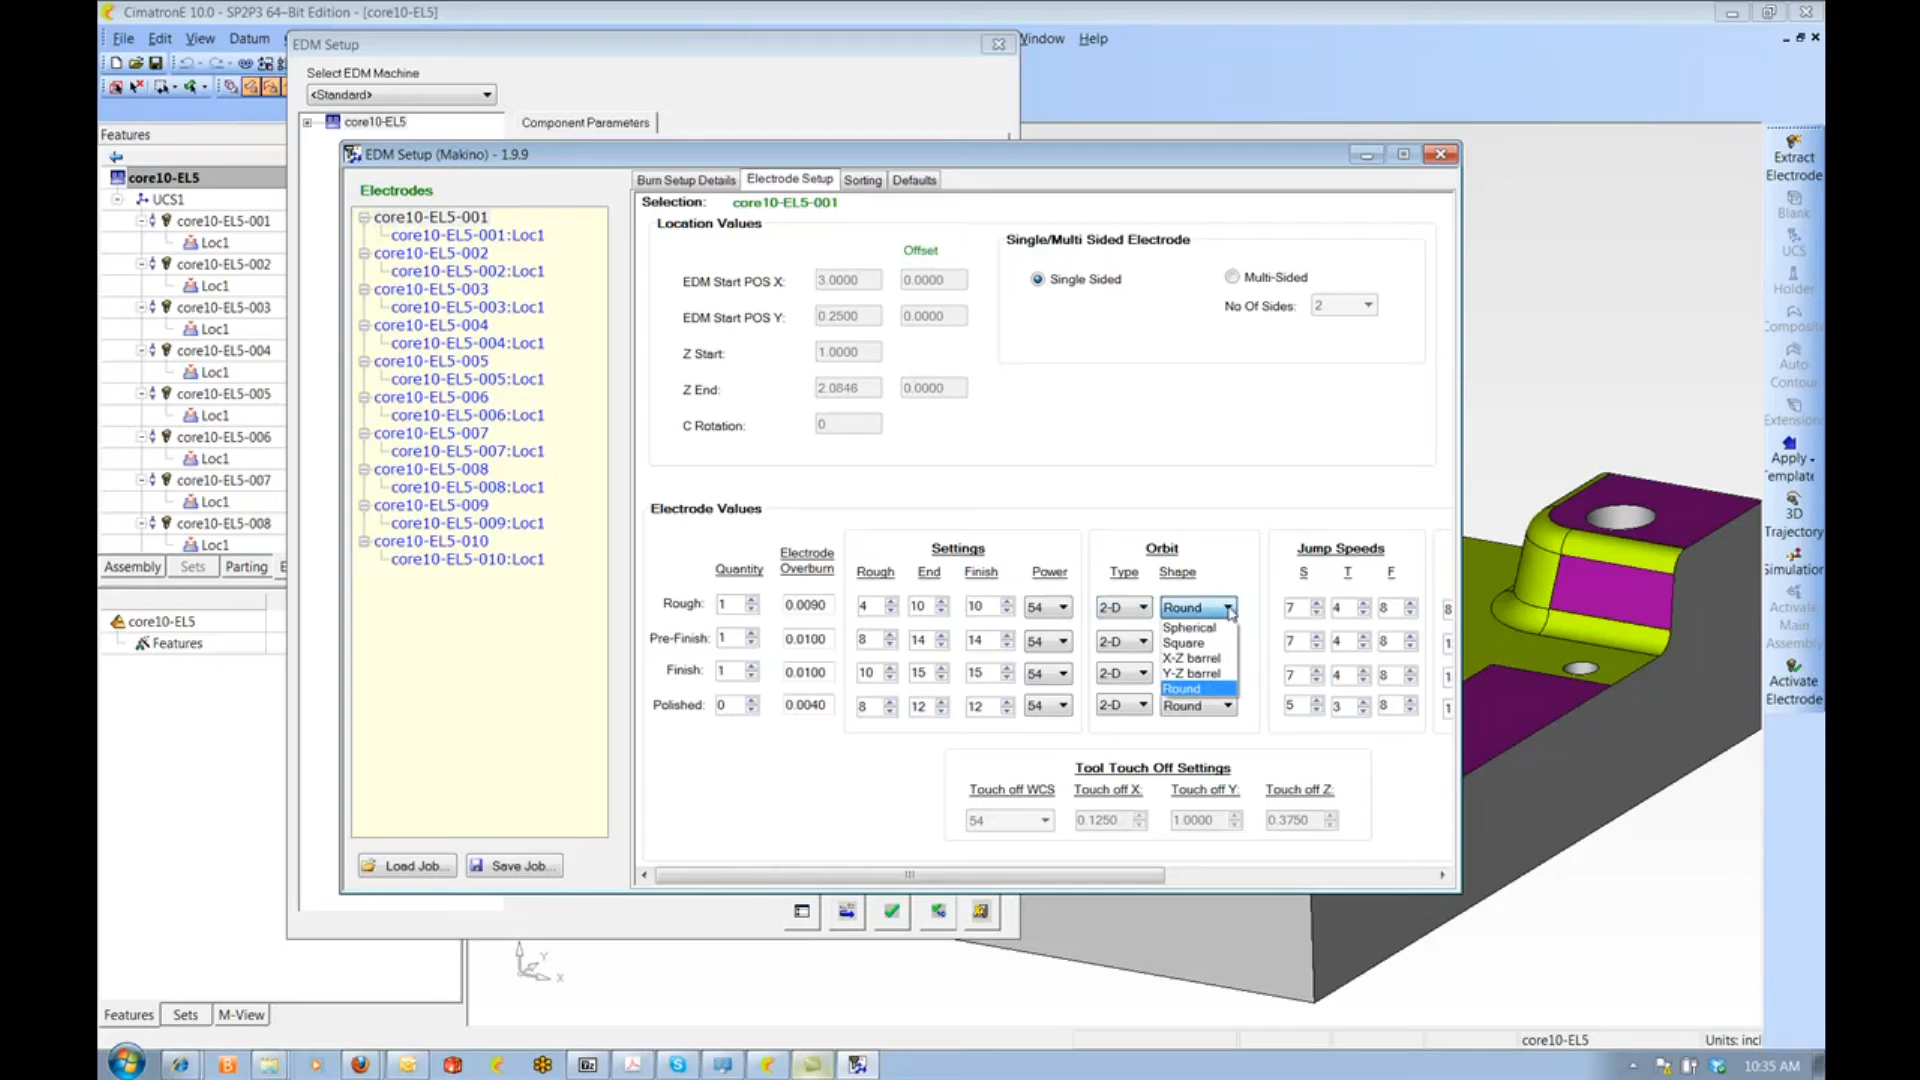 CimatronE 10.0 - SP2P3 64-Bit Edition - [core10-EL5]
File Edit View Datum
Window Help
EDM Setup
Select EDM Machine
<Standard>
core10-EL5
Component Parameters
Features
core10-EL5
UCS1
core10-EL5-001
Loc1
core10-EL5-002
Loc1
core10-EL5-003
Loc1
core10-EL5-004
Loc1
core10-EL5-005
Loc1
core10-EL5-006
Loc1
core10-EL5-007
Loc1
core10-EL5-008
Loc1
Assembly Sets Parting E
core10-EL5
Features
Features Sets M-View
EDM Setup (Makino) - 1.9.9
Electrodes
core10-EL5-001
core10-EL5-001:Loc1
core10-EL5-002
core10-EL5-002:Loc1
core10-EL5-003
core10-EL5-003:Loc1
core10-EL5-004
core10-EL5-004:Loc1
core10-EL5-005
core10-EL5-005:Loc1
core10-EL5-006
core10-EL5-006:Loc1
core10-EL5-007
core10-EL5-007:Loc1
core10-EL5-008
core10-EL5-008:Loc1
core10-EL5-009
core10-EL5-009:Loc1
core10-EL5-010
core10-EL5-010:Loc1
Load Job... Save Job...
Burn Setup Details Electrode Setup Sorting Defaults
Selection: core10-EL5-001
Location Values
Offset
EDM Start POS X: 3.0000 0.0000
EDM Start POS Y: 0.2500 0.0000
Z Start: 1.0000
Z End: 2.0846 0.0000
C Rotation: 0
Single/Multi Sided Electrode
Single Sided Multi-Sided
No Of Sides: 2
Electrode Values
Settings Orbit Jump Speeds
Quantity Electrode Overburn Rough End Finish Power Type Shape S T F
Rough: 1 0.0090 4 10 10 54 2-D Round 7 4 8 8
Pre-Finish: 1 0.0100 8 14 14 54 2-D 7 4 8 1
Finish: 1 0.0100 10 15 15 54 2-D 7 4 8 1
Polished: 0 0.0040 8 12 12 54 2-D Round 5 3 8 1
Spherical
Square
X-Z barrel
Y-Z barrel
Round
Tool Touch Off Settings
Touch off WCS Touch off X: Touch off Y: Touch off Z:
54 0.1250 1.0000 0.3750
Extract
Electrode
Blank
UCS
Holder
Composit
Auto
Contou
Extension
Apply
Template
3D
Trajectory
Simulation
Activate
Main
Assembly
Activate
Electrode
Y
X
core10-EL5 Units: incl
10:35 AM